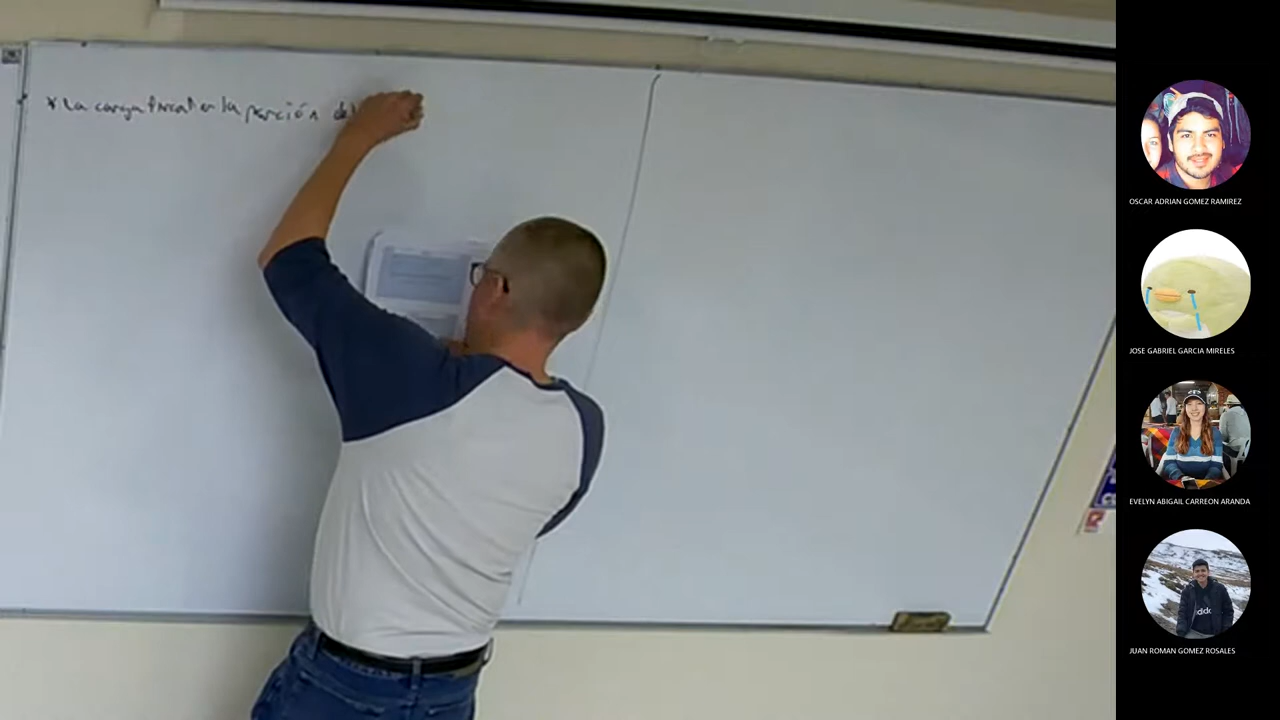 * La carga fiscal en la porción del
OSCAR ADRIAN GOMEZ RAMIREZ
JOSE GABRIEL GARCIA MIRELES
EVELYN ABIGAIL CARREON ARANDA
JUAN ROMAN GOMEZ ROSALES